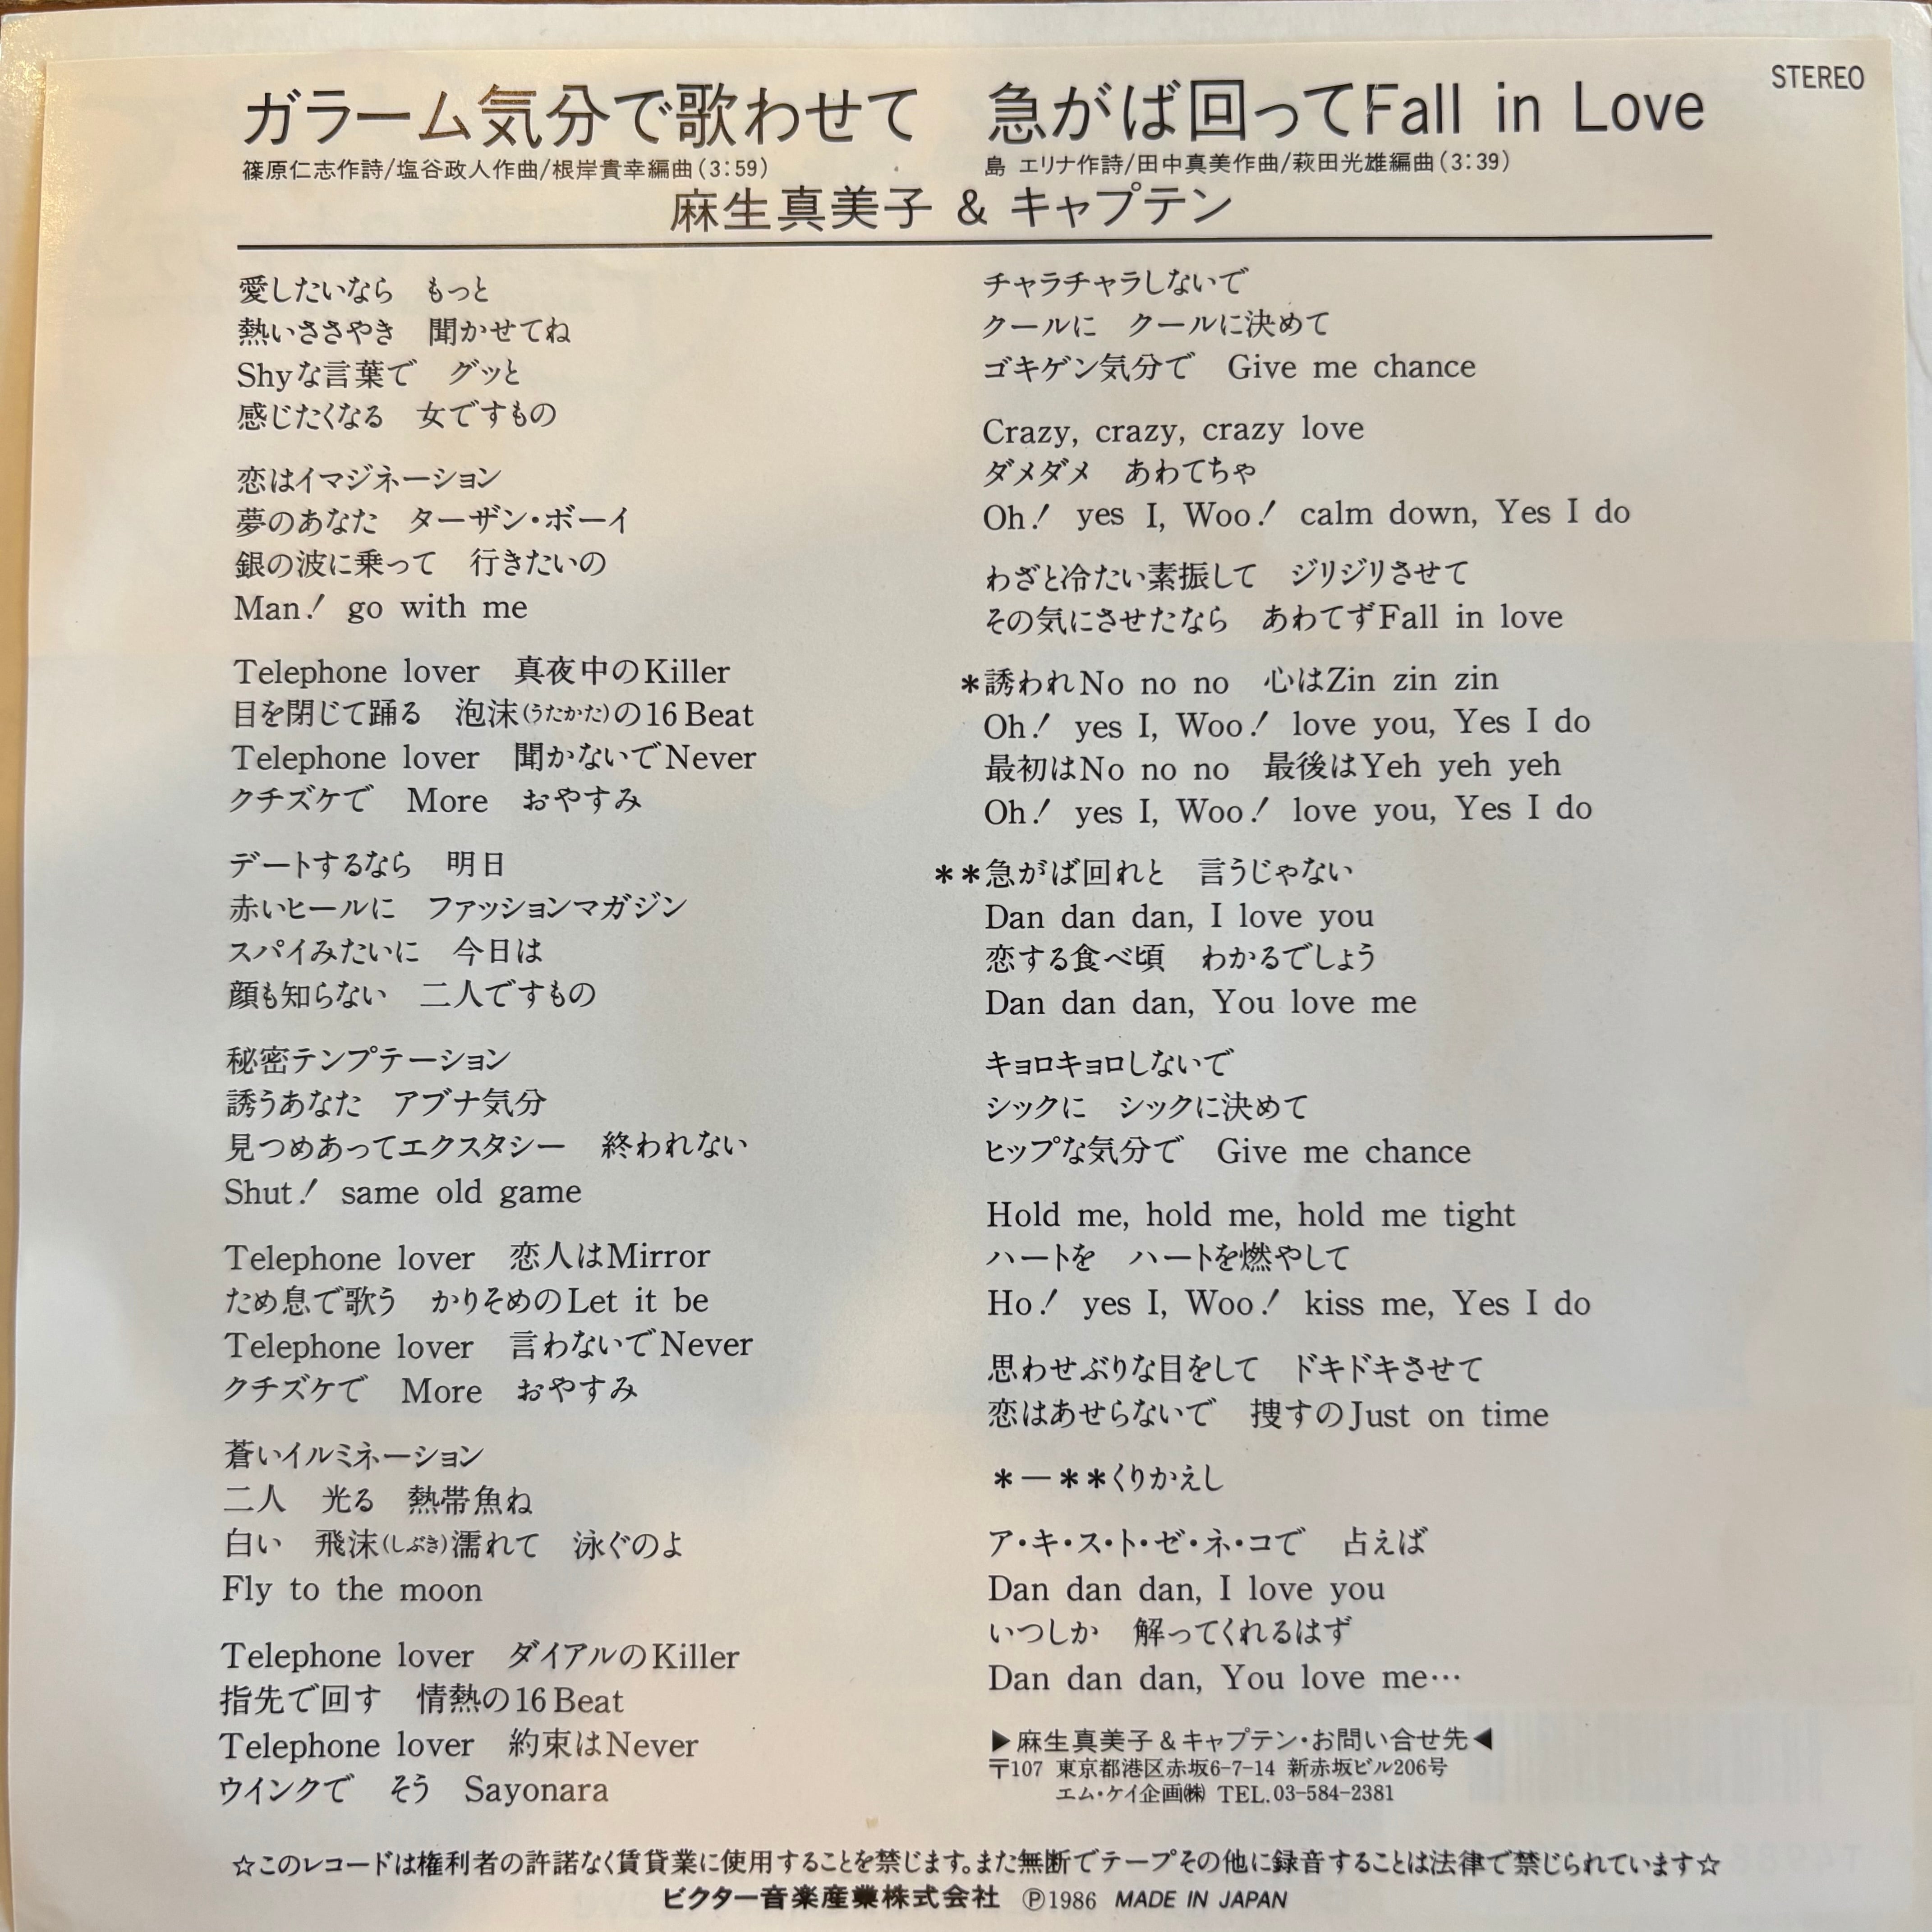 STEREO
ガラーム気分で歌わせて
篠原仁志作詩/塩谷政人作曲/根岸貴幸編曲(3:59)
急がば回ってFall in Love
島 エリナ作詩/田中真美作曲/萩田光雄編曲(3:39)
麻生真美子 & キャプテン
愛したいなら　もっと
熱いささやき　聞かせてね
Shyな言葉で　グッと
感じたくなる　女ですもの
恋はイマジネーション
夢のあなた　ターザン・ボーイ
銀の波に乗って　行きたいの
Man! go with me
Telephone lover　真夜中のKiller
目を閉じて踊る　泡沫(うたかた)の16 Beat
Telephone lover　聞かないでNever
クチズケで　More　おやすみ
デートするなら　明日
赤いヒールに　ファッションマガジン
スパイみたいに　今日は
顔も知らない　二人ですもの
秘密テンプテーション
誘うあなた　アブナ気分
見つめあってエクスタシー　終われない
Shut! same old game
Telephone lover　恋人はMirror
ため息で歌う　かりそめのLet it be
Telephone lover　言わないでNever
クチズケで　More　おやすみ
蒼いイルミネーション
二人　光る　熱帯魚ね
白い　飛沫(しぶき)濡れて　泳ぐのよ
Fly to the moon
Telephone lover　ダイアルのKiller
指先で回す　情熱の16 Beat
Telephone lover　約束はNever
ウインクで　そう　Sayonara
チャラチャラしないで
クールに　クールに決めて
ゴキゲン気分で　Give me chance
Crazy, crazy, crazy love
ダメダメ　あわてちゃ
Oh! yes I, Woo! calm down, Yes I do
わざと冷たい素振して　ジリジリさせて
その気にさせたなら　あわてずFall in love
*誘われNo no no　心はZin zin zin
Oh! yes I, Woo! love you, Yes I do
最初はNo no no　最後はYeh yeh yeh
Oh! yes I, Woo! love you, Yes I do
**急がば回れと　言うじゃない
Dan dan dan, I love you
恋する食べ頃　わかるでしょう
Dan dan dan, You love me
キョロキョロしないで
シックに　シックに決めて
ヒップな気分で　Give me chance
Hold me, hold me, hold me tight
ハートを　ハートを燃やして
Ho! yes I, Woo! kiss me, Yes I do
思わせぶりな目をして　ドキドキさせて
恋はあせらないで　捜すのJust on time
*―**くりかえし
ア・キ・ス・ト・ゼ・ネ・コで　占えば
Dan dan dan, I love you
いつしか　解ってくれるはず
Dan dan dan, You love me…
▶麻生真美子&キャプテン・お問い合せ先◀
〒107 東京都港区赤坂6-7-14 新赤坂ビル206号
エム・ケイ企画㈱ TEL.03-584-2381
☆このレコードは権利者の許諾なく賃貸業に使用することを禁じます。また無断でテープその他に録音することは法律で禁じられています☆
ビクター音楽産業株式会社 Ⓟ1986 MADE IN JAPAN